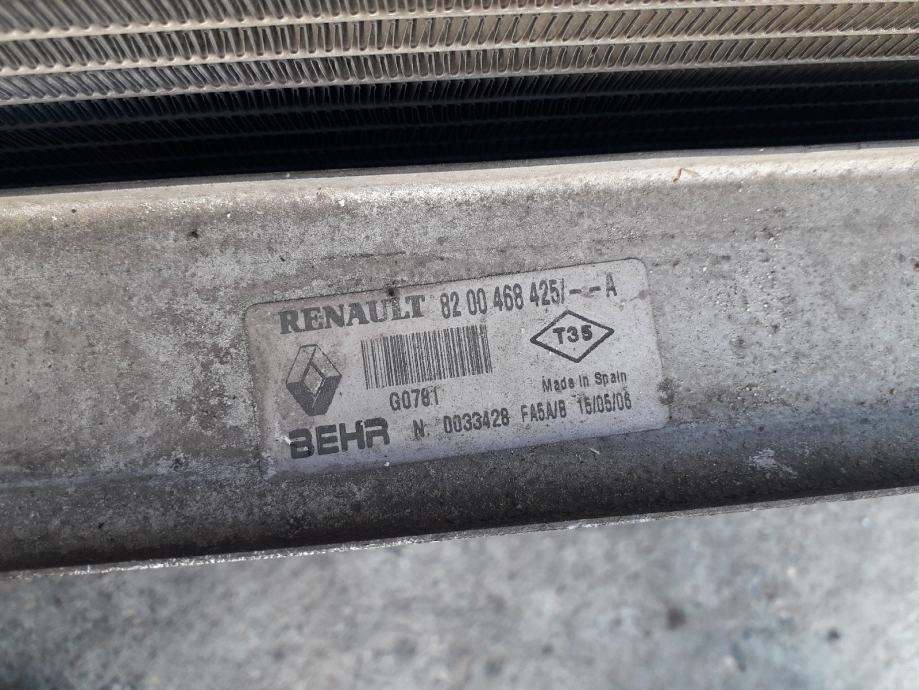 RENAULT 82 00 468 425/--A
T35
G0781
Made in Spain
BEHR N. 0033428 FA5A/B 15/05/06